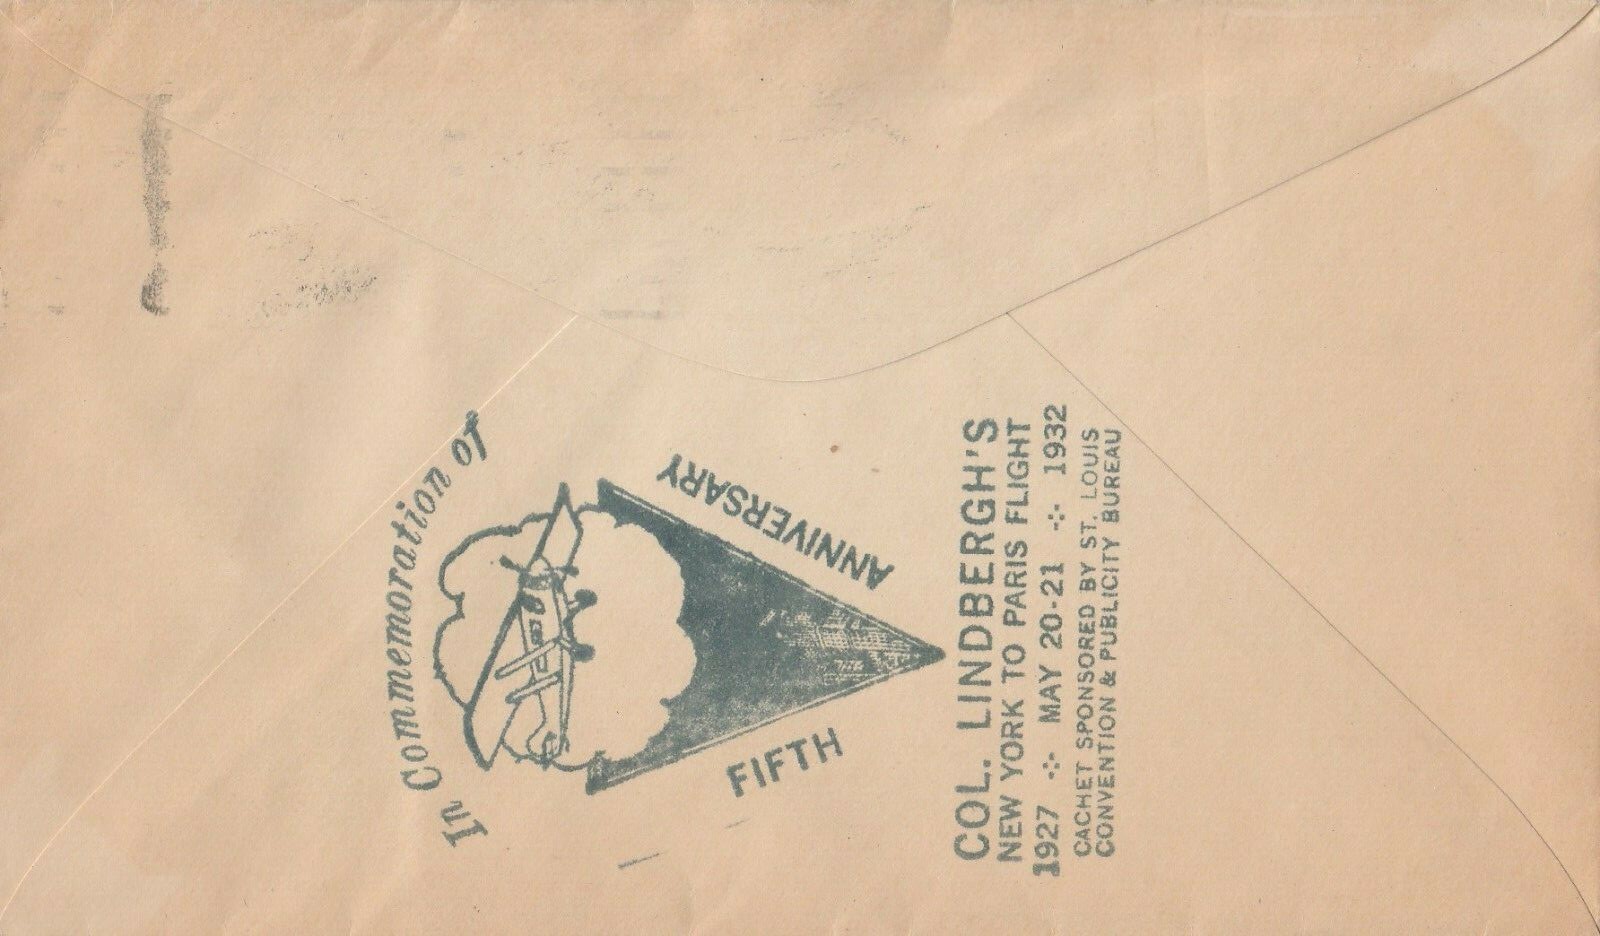 In Commemoration of
FIFTH ANNIVERSARY
COL. LINDBERGH'S
NEW YORK TO PARIS FLIGHT
1927 ⁘ MAY 20-21 ⁘ 1932
CACHET SPONSORED BY ST. LOUIS
CONVENTION & PUBLICITY BUREAU